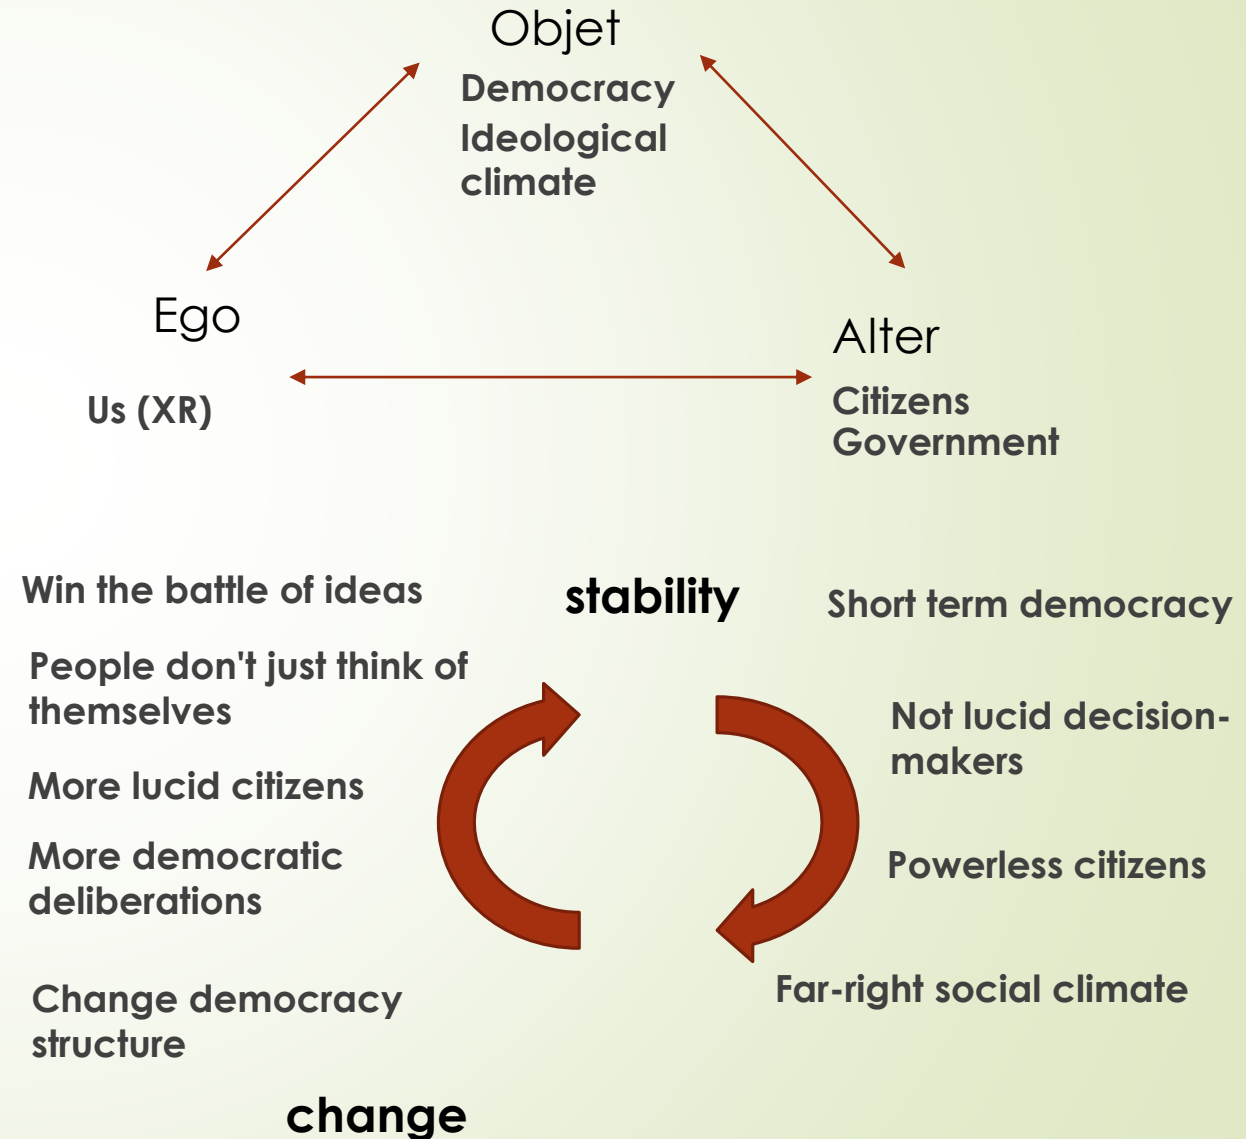 Objet
Democracy
Ideological
climate
Ego
Us (XR)
Alter
Citizens
Government
stability
Win the battle of ideas
People don't just think of
themselves
More lucid citizens
More democratic
deliberations
Change democracy
structure
Short term democracy
Not lucid decision-
makers
Powerless citizens
Far-right social climate
change